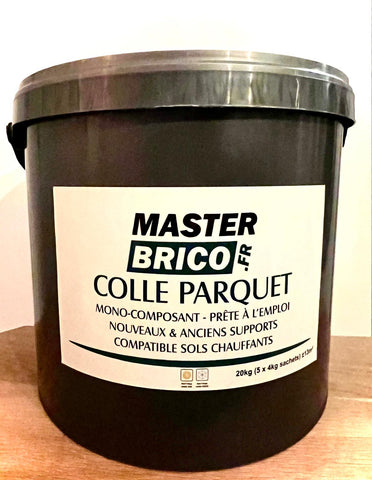 MASTER
BRICO.FR
COLLE PARQUET
MONO-COMPOSANT - PRÊTE À L'EMPLOI
NOUVEAUX & ANCIENS SUPPORTS
COMPATIBLE SOLS CHAUFFANTS
20kg (5 x 4kg sachets)